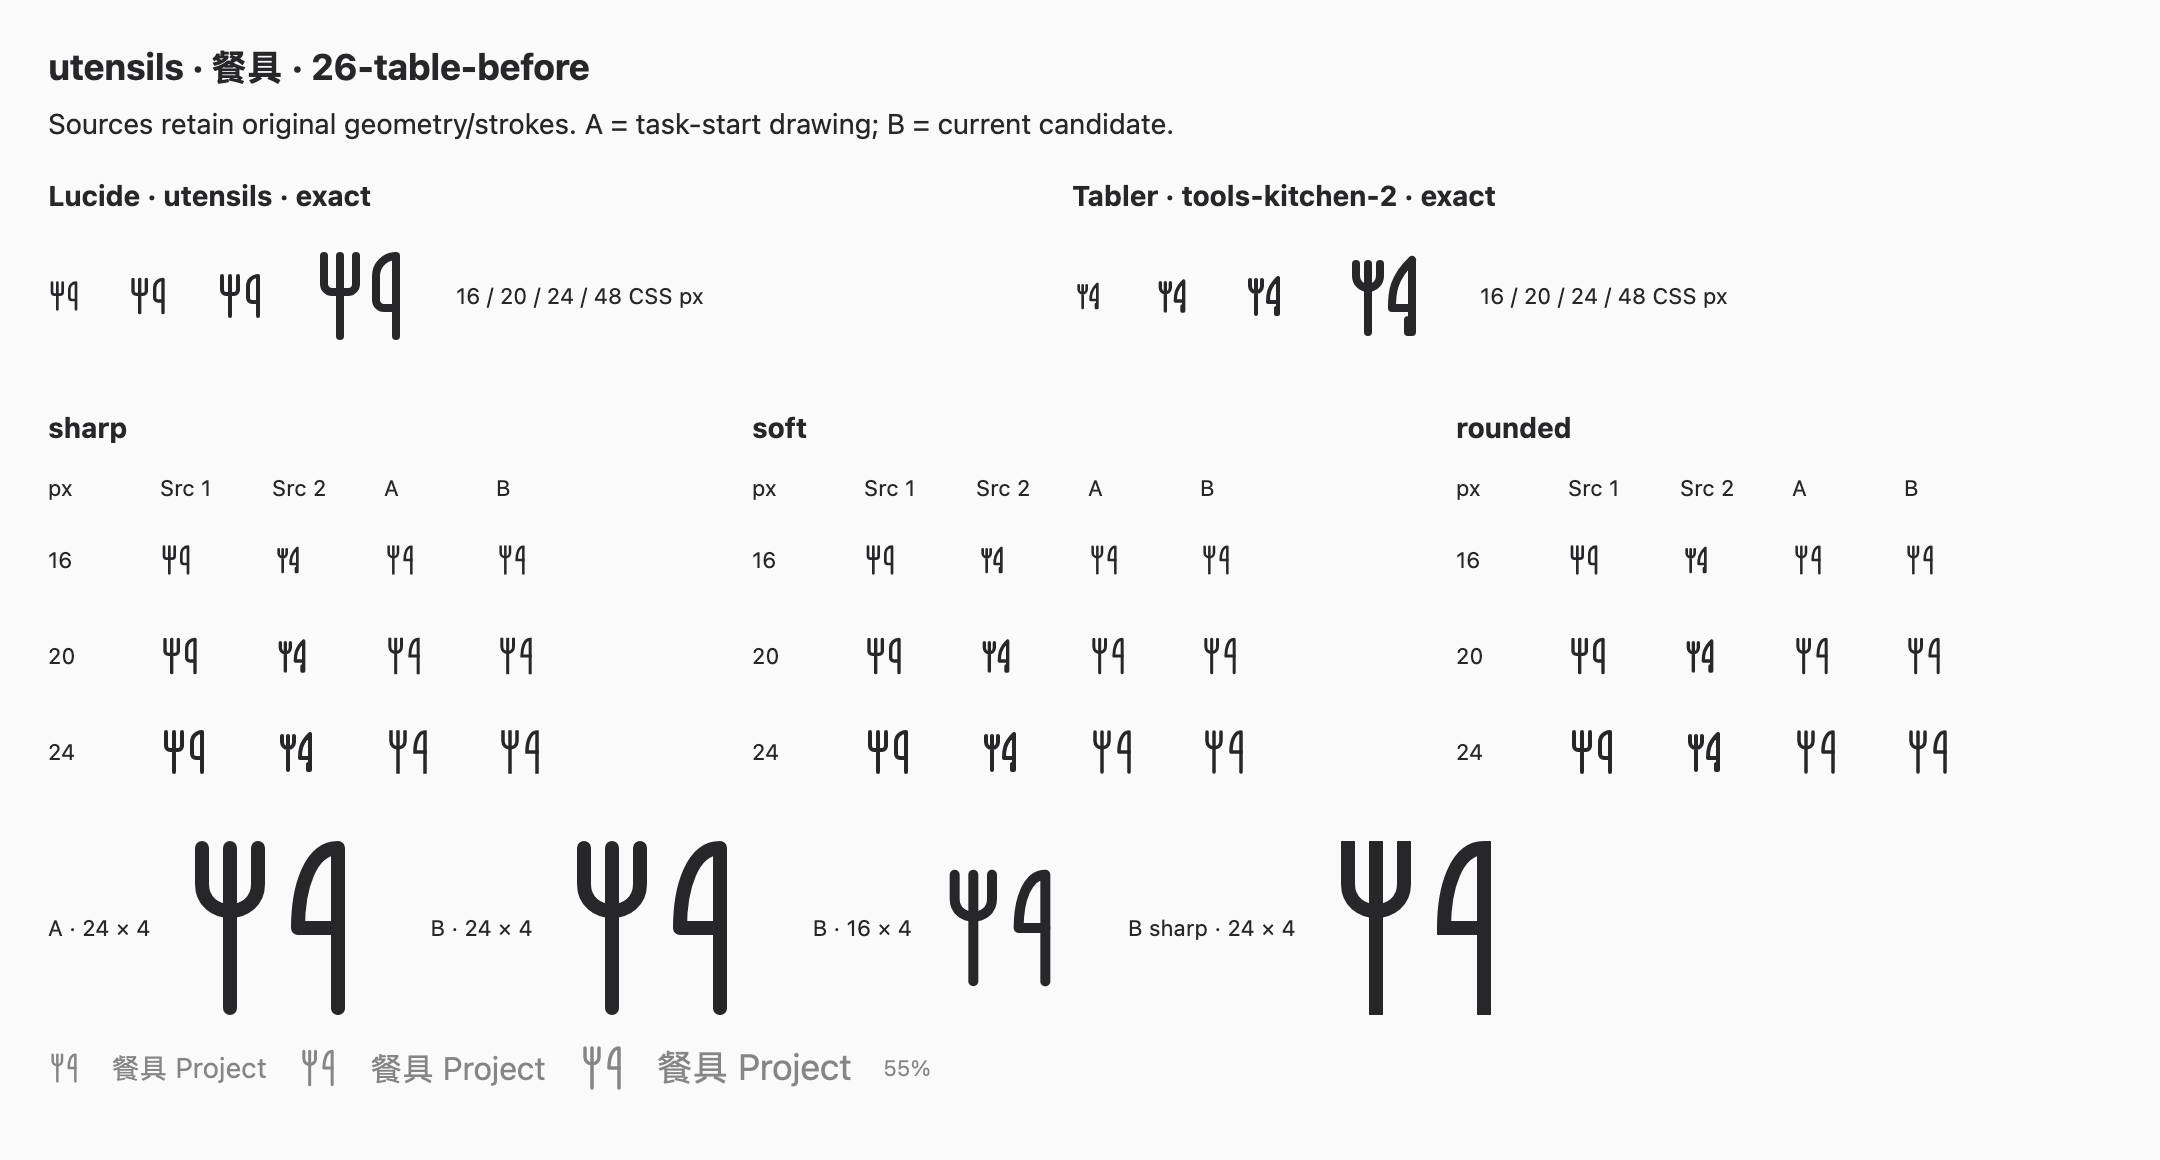 utensils · 餐具 · 26-table-before
Sources retain original geometry/strokes. A = task-start drawing; B = current candidate.
Lucide · utensils · exact
16 / 20 / 24 / 48 CSS px
Tabler · tools-kitchen-2 · exact
16 / 20 / 24 / 48 CSS px
sharp
px Src 1 Src 2 A B
16
20
24
soft
px Src 1 Src 2 A B
16
20
24
rounded
px Src 1 Src 2 A B
16
20
24
A · 24 × 4
B · 24 × 4
B · 16 × 4
B sharp · 24 × 4
餐具 Project 餐具 Project 餐具 Project 55%